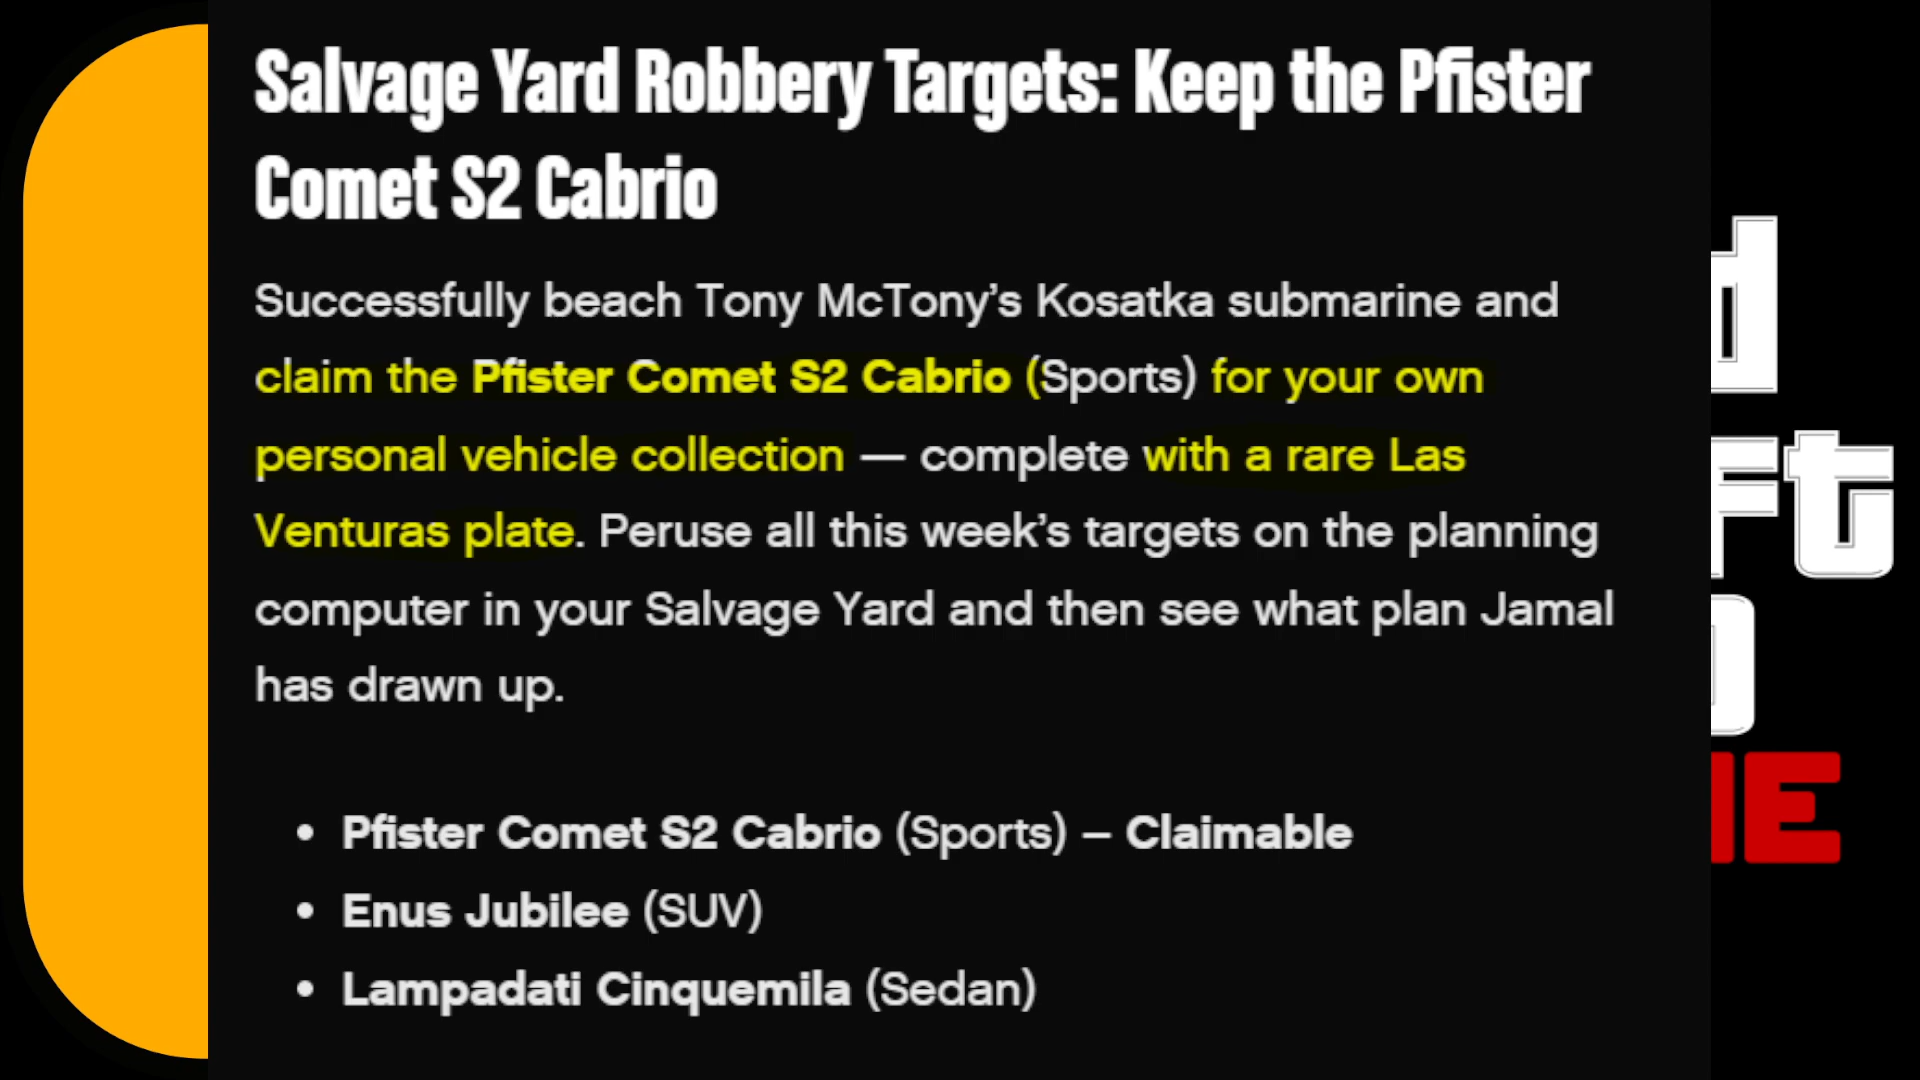 Salvage Yard Robbery Targets: Keep the Pfister
Comet S2 Cabrio
Successfully beach Tony McTony’s Kosatka submarine and
claim the Pfister Comet S2 Cabrio (Sports) for your own
personal vehicle collection — complete with a rare Las
Venturas plate. Peruse all this week’s targets on the planning
computer in your Salvage Yard and then see what plan Jamal
has drawn up.
• Pfister Comet S2 Cabrio (Sports) – Claimable
• Enus Jubilee (SUV)
• Lampadati Cinquemila (Sedan)